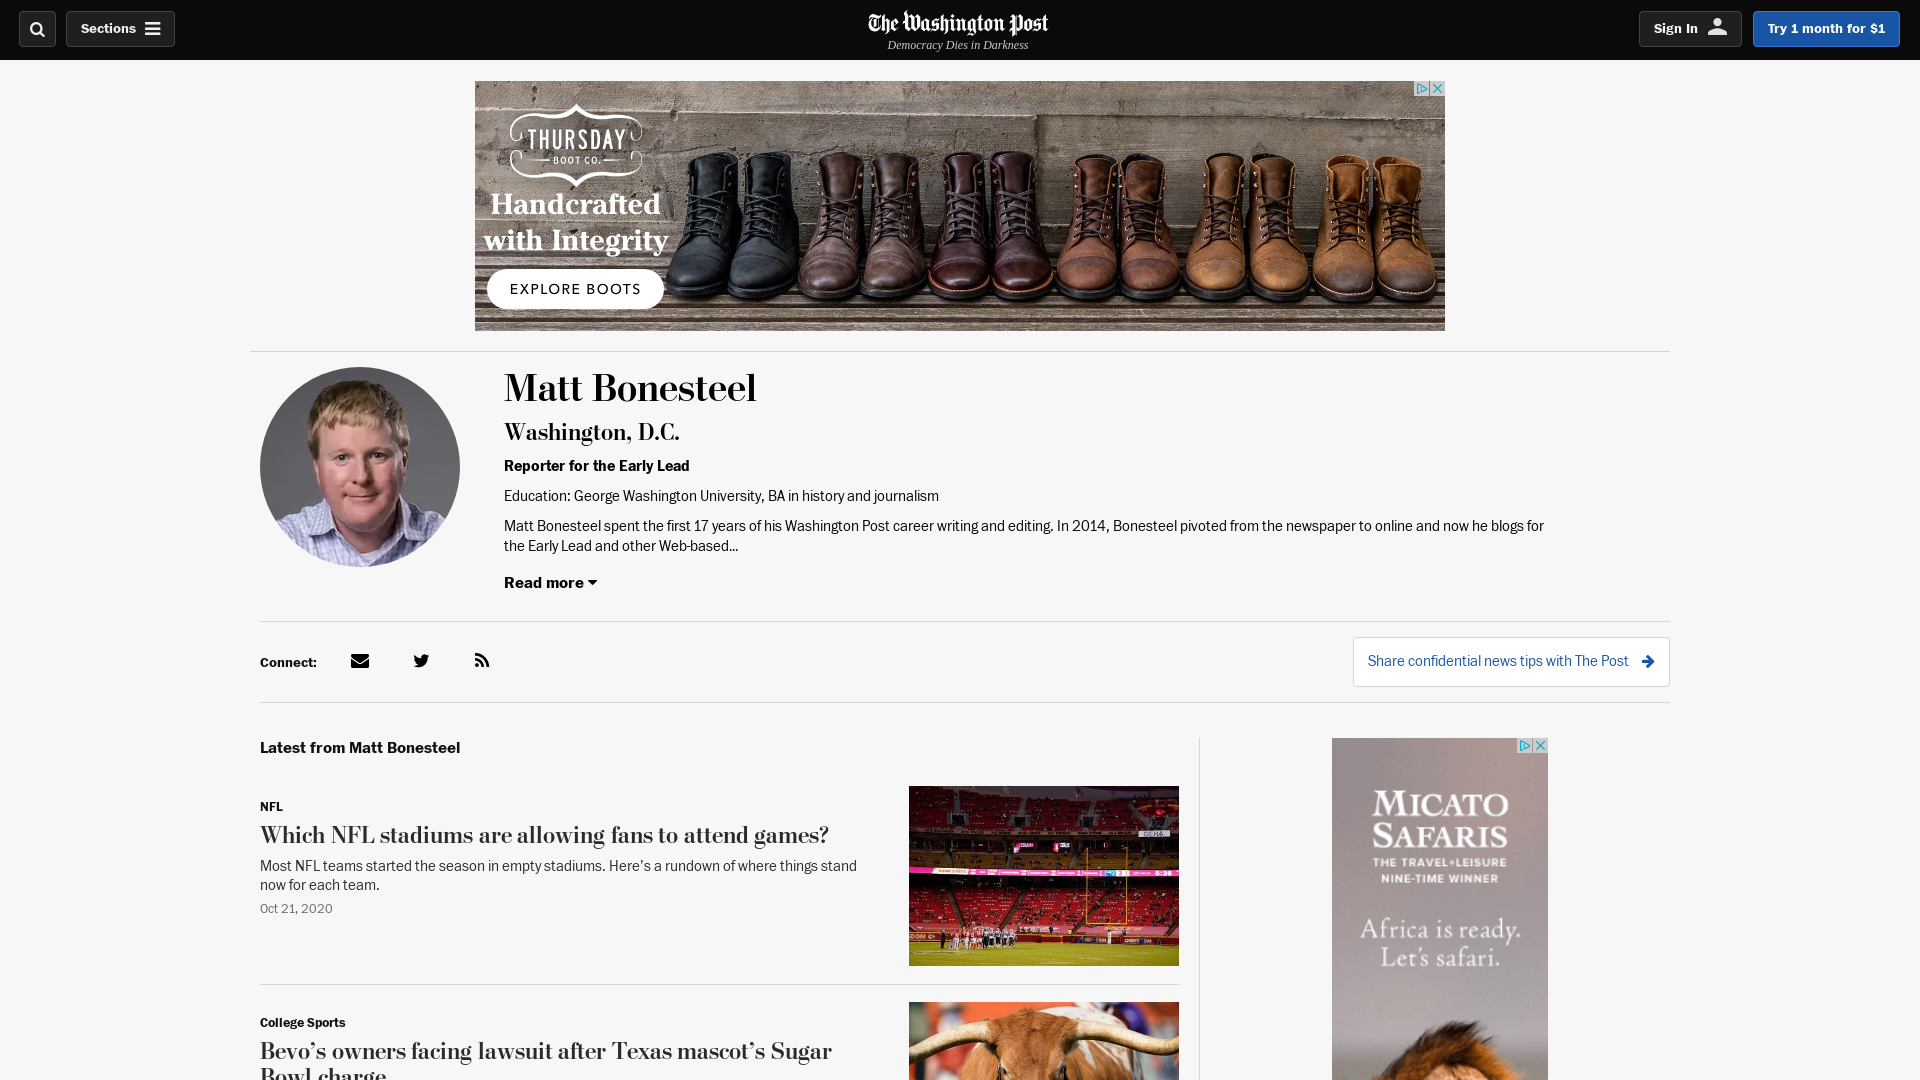 Sections
The Washington Post
Democracy Dies in Darkness
Sign In
Try 1 month for $1
THURSDAY
BOOT CO.
Handcrafted
with Integrity
EXPLORE BOOTS
Matt Bonesteel
Washington, D.C.
Reporter for the Early Lead
Education: George Washington University, BA in history and journalism
Matt Bonesteel spent the first 17 years of his Washington Post career writing and editing. In 2014, Bonesteel pivoted from the newspaper to online and now he blogs for
the Early Lead and other Web-based...
Read more
Connect:
Share confidential news tips with The Post
Latest from Matt Bonesteel
NFL
Which NFL stadiums are allowing fans to attend games?
Most NFL teams started the season in empty stadiums. Here’s a rundown of where things stand
now for each team.
Oct 21, 2020
College Sports
Bevo’s owners facing lawsuit after Texas mascot’s Sugar
Bowl charge
MICATO
SAFARIS
THE TRAVEL+LEISURE
NINE-TIME WINNER
Africa is ready.
Let’s safari.